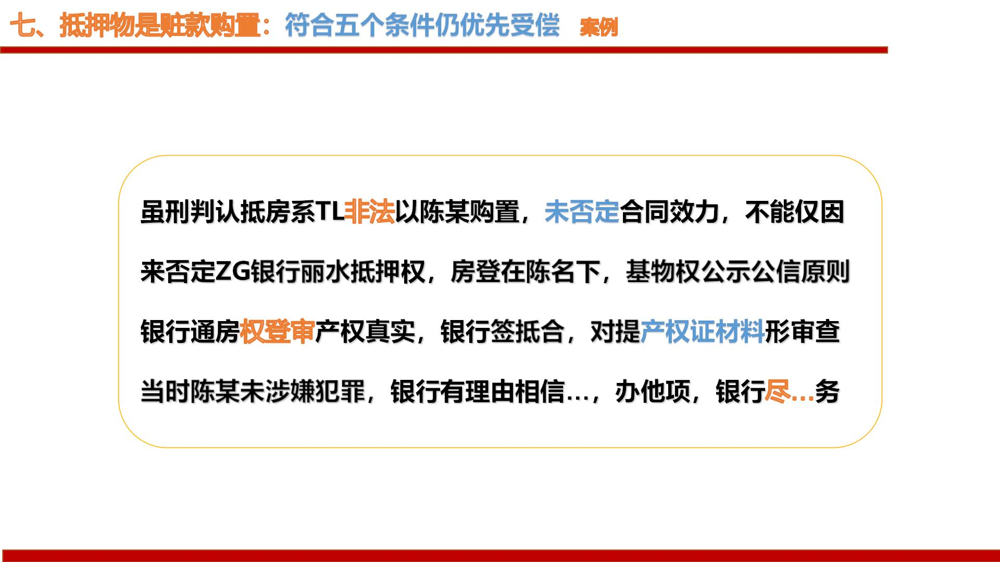 七、抵押物是赃款购置：符合五个条件仍优先受偿 案例
虽刑判认抵房系TL非法以陈某购置，未否定合同效力，不能仅因
来否定ZG银行丽水抵押权，房登在陈名下，基物权公示公信原则
银行通房权登审产权真实，银行签抵合，对提产权证材料形审查
当时陈某未涉嫌犯罪，银行有理由相信…，办他项，银行尽…务